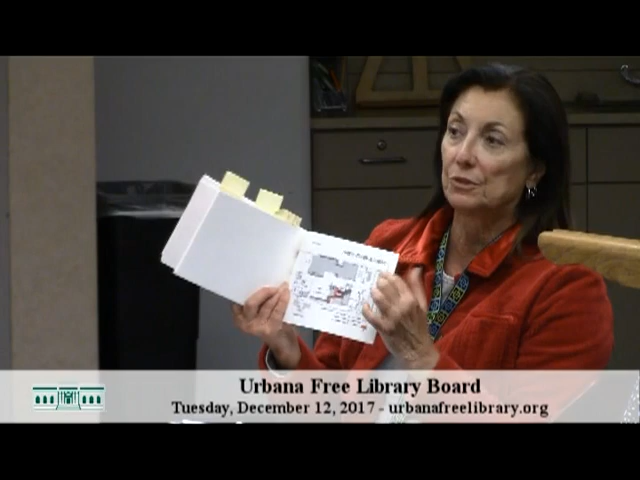 Urbana Free Library Board
Tuesday, December 12, 2017 - urbanafreelibrary.org